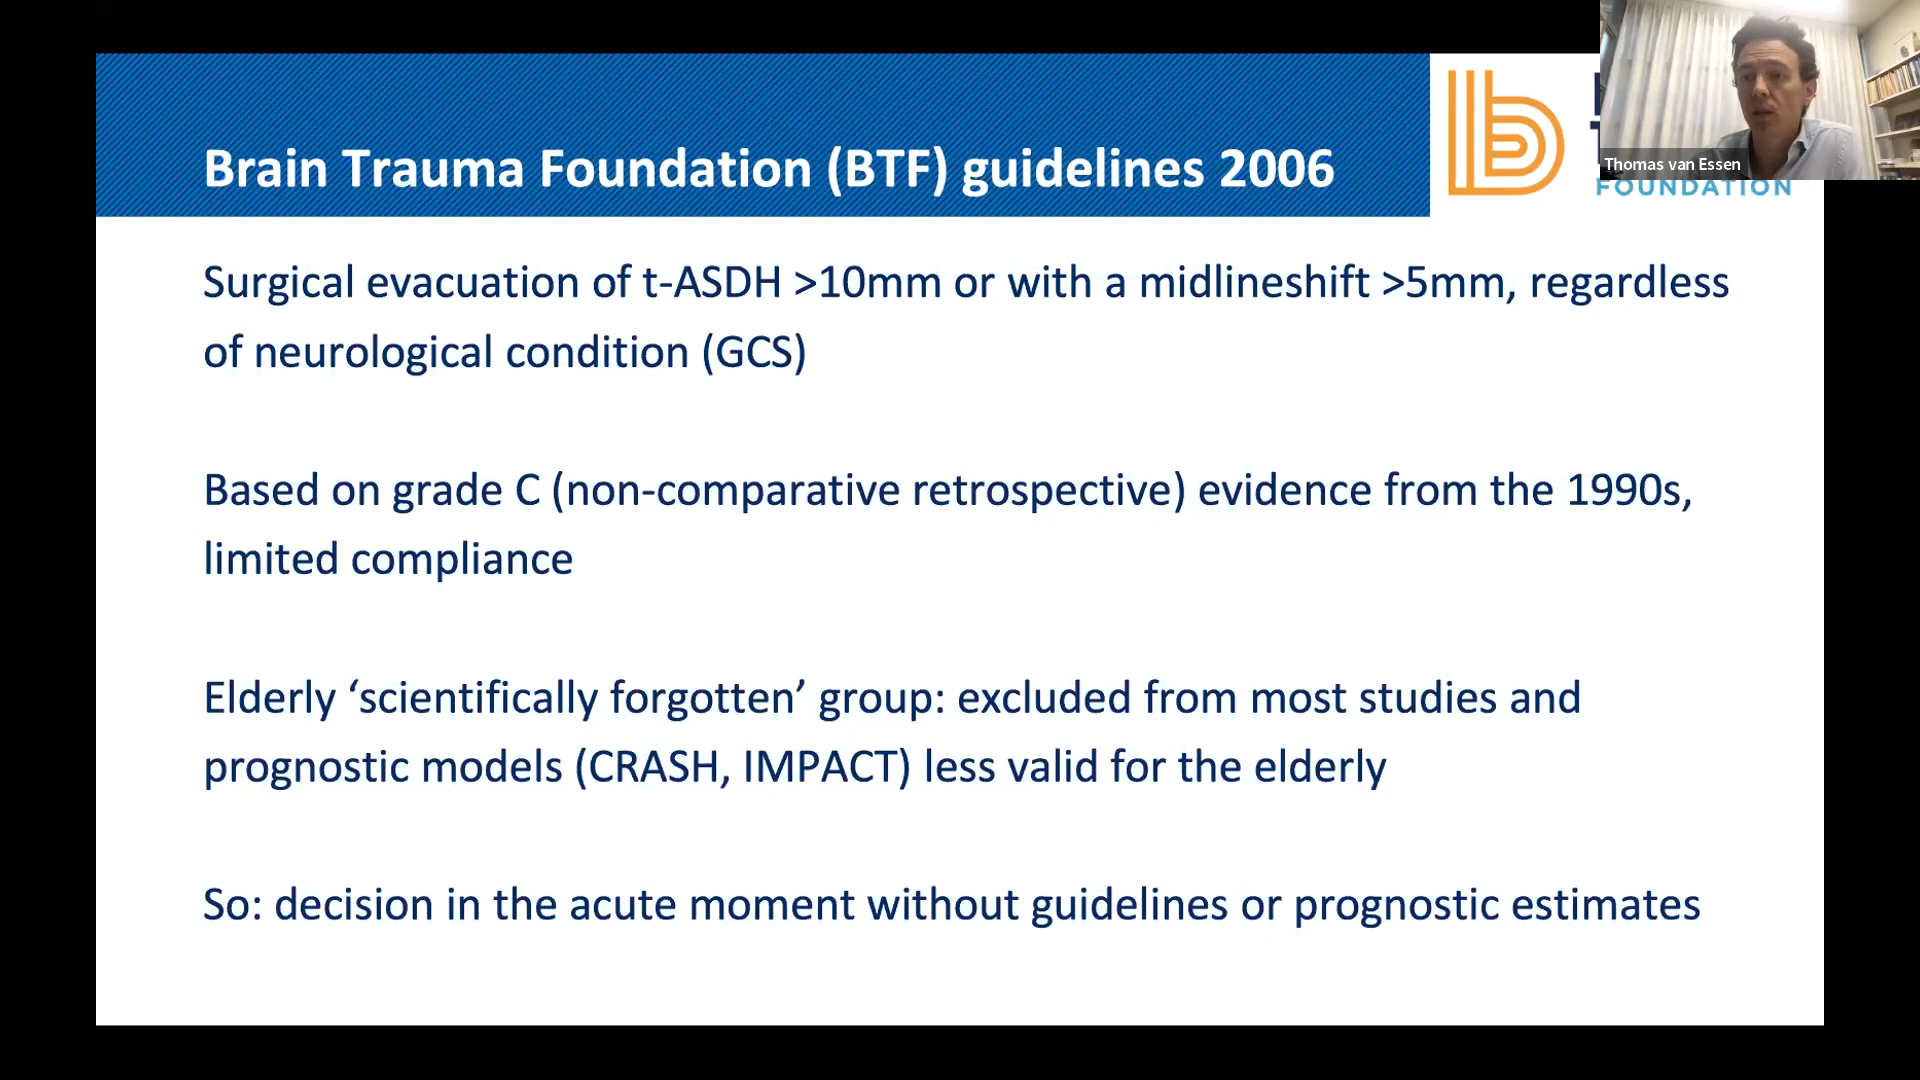 Brain Trauma Foundation (BTF) guidelines 2006
Thomas van Essen
FOUNDATION
Surgical evacuation of t-ASDH >10mm or with a midlineshift >5mm, regardless
of neurological condition (GCS)
Based on grade C (non-comparative retrospective) evidence from the 1990s,
limited compliance
Elderly ‘scientifically forgotten’ group: excluded from most studies and
prognostic models (CRASH, IMPACT) less valid for the elderly
So: decision in the acute moment without guidelines or prognostic estimates